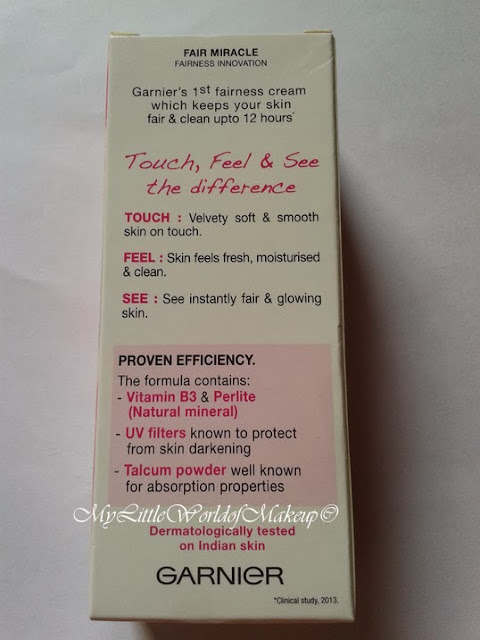 FAIR MIRACLE
FAIRNESS INNOVATION
Garnier's 1st fairness cream
which keeps your skin
fair & clean upto 12 hours*
Touch, Feel & See
the difference
TOUCH : Velvety soft & smooth
skin on touch.
FEEL : Skin feels fresh, moisturised
& clean.
SEE : See instantly fair & glowing
skin.
PROVEN EFFICIENCY.
The formula contains:
- Vitamin B3 & Perlite
(Natural mineral)
- UV filters known to protect
from skin darkening
- Talcum powder well known
for absorption properties
MyLittleWorldofMakeup©
Dermatologically tested
on Indian skin
GARNIER
*Clinical study, 2013.